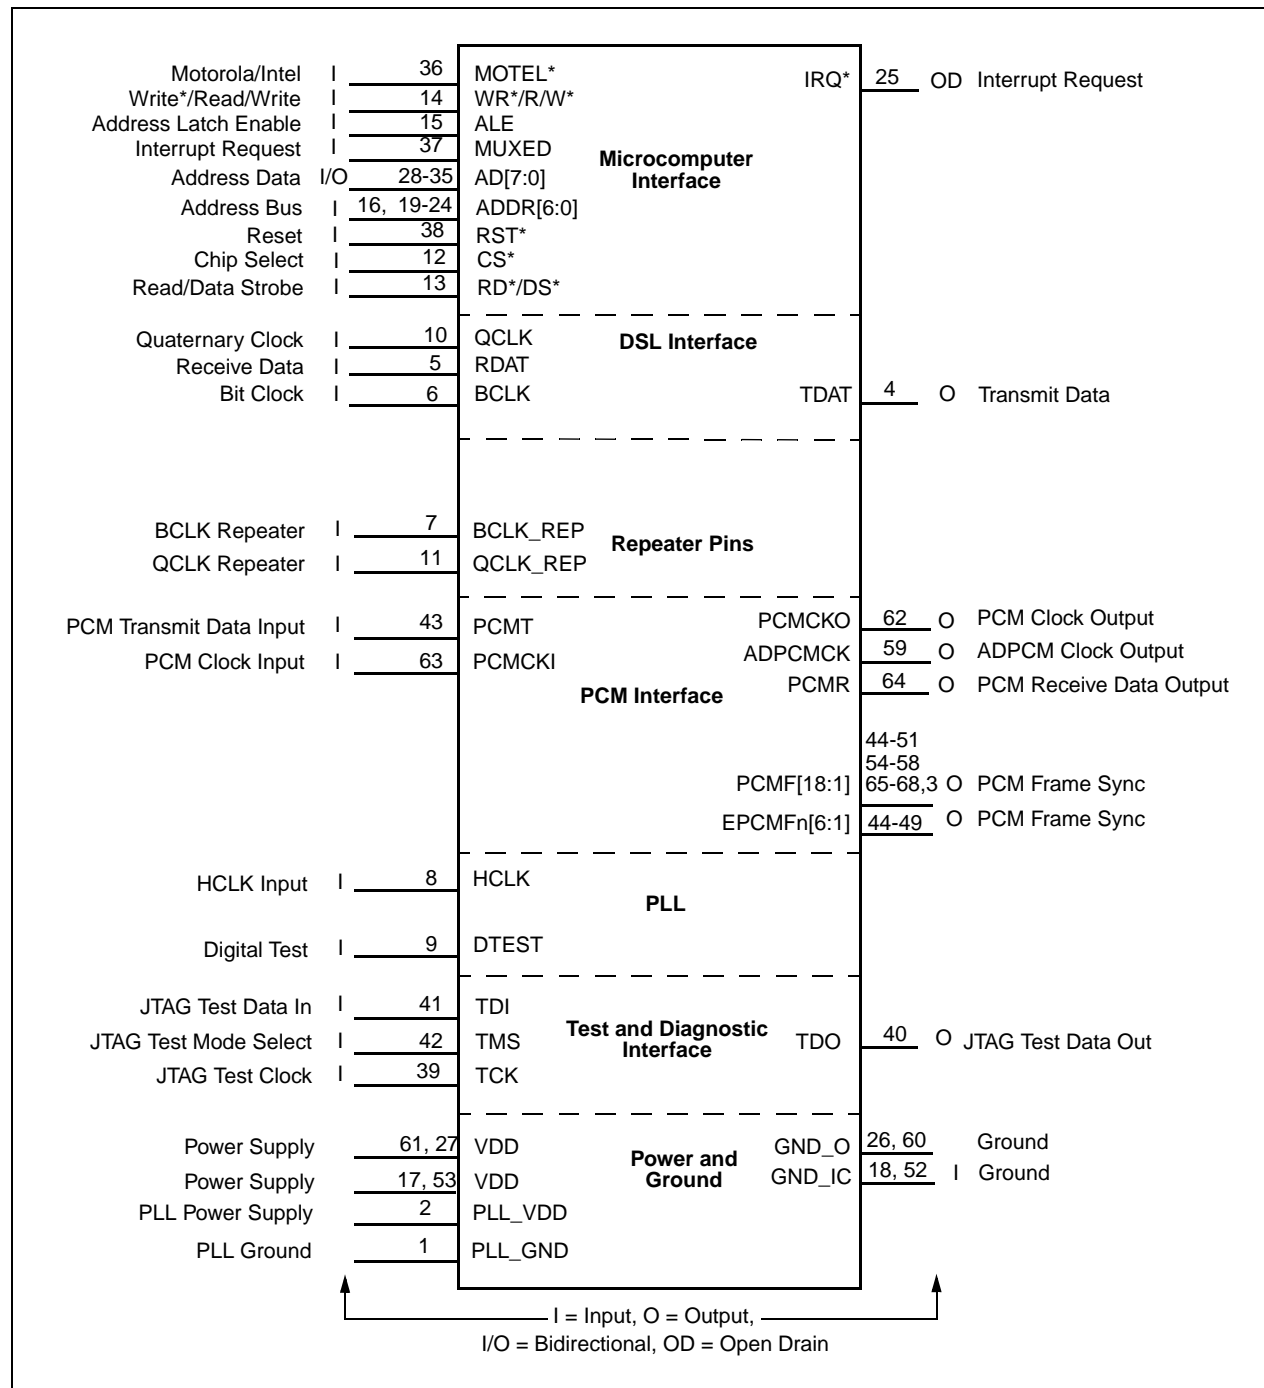 Motorola/Intel I 36 MOTEL* IRQ* 25 OD Interrupt Request
Write*/Read/Write I 14 WR*/R/W*
Address Latch Enable I 15 ALE
Interrupt Request I 37 MUXED
Microcomputer
Interface
Address Data I/O 28-35 AD[7:0]
Address Bus I 16, 19-24 ADDR[6:0]
Reset I 38 RST*
Chip Select I 12 CS*
Read/Data Strobe I 13 RD*/DS*
Quaternary Clock I 10 QCLK DSL Interface
Receive Data I 5 RDAT
Bit Clock I 6 BCLK TDAT 4 O Transmit Data
BCLK Repeater I 7 BCLK_REP
Repeater Pins
QCLK Repeater I 11 QCLK_REP
PCM Transmit Data Input I 43 PCMT PCMCKO 62 O PCM Clock Output
PCM Clock Input I 63 PCMCKI ADPCMCK 59 O ADPCM Clock Output
PCM Interface PCMR 64 O PCM Receive Data Output
44-51
54-58
PCMF[18:1] 65-68,3 O PCM Frame Sync
EPCMFn[6:1] 44-49 O PCM Frame Sync
HCLK Input I 8 HCLK
PLL
Digital Test I 9 DTEST
JTAG Test Data In I 41 TDI
Test and Diagnostic
Interface
JTAG Test Mode Select I 42 TMS TDO 40 O JTAG Test Data Out
JTAG Test Clock I 39 TCK
Power Supply 61, 27 VDD GND_O 26, 60 Ground
Power and
Ground
Power Supply 17, 53 VDD GND_IC 18, 52 I Ground
PLL Power Supply 2 PLL_VDD
PLL Ground 1 PLL_GND
I = Input, O = Output,
I/O = Bidirectional, OD = Open Drain